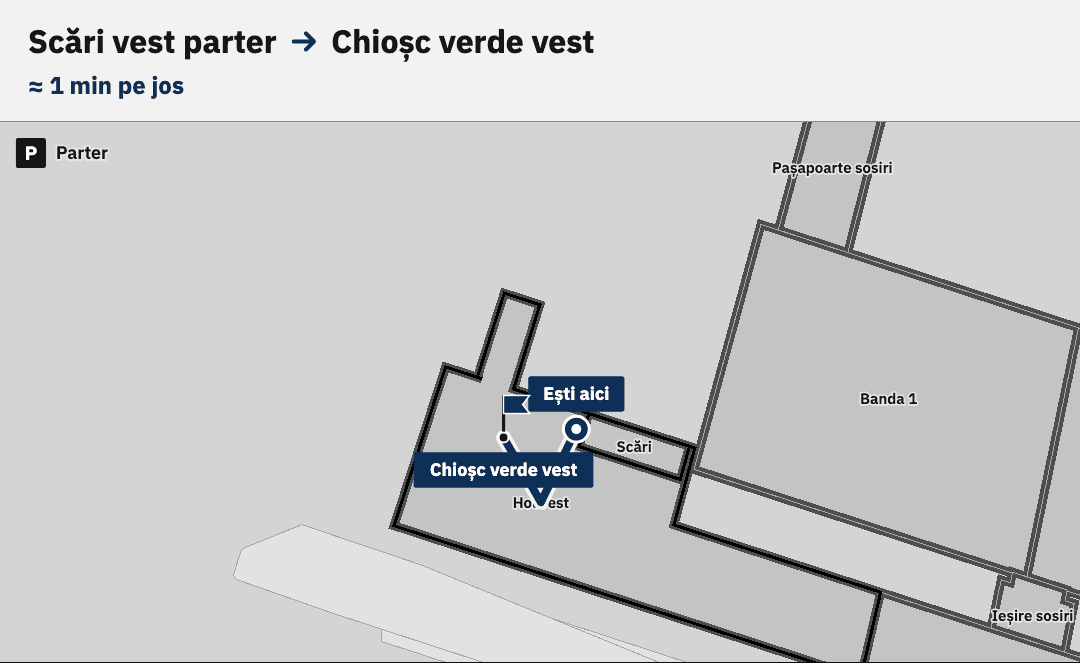 Scări vest parter → Chioșc verde vest
≈ 1 min pe jos
P Parter
Pașapoarte sosiri
Ești aici
Banda 1
Scări
Chioșc verde vest
Ieșire sosiri